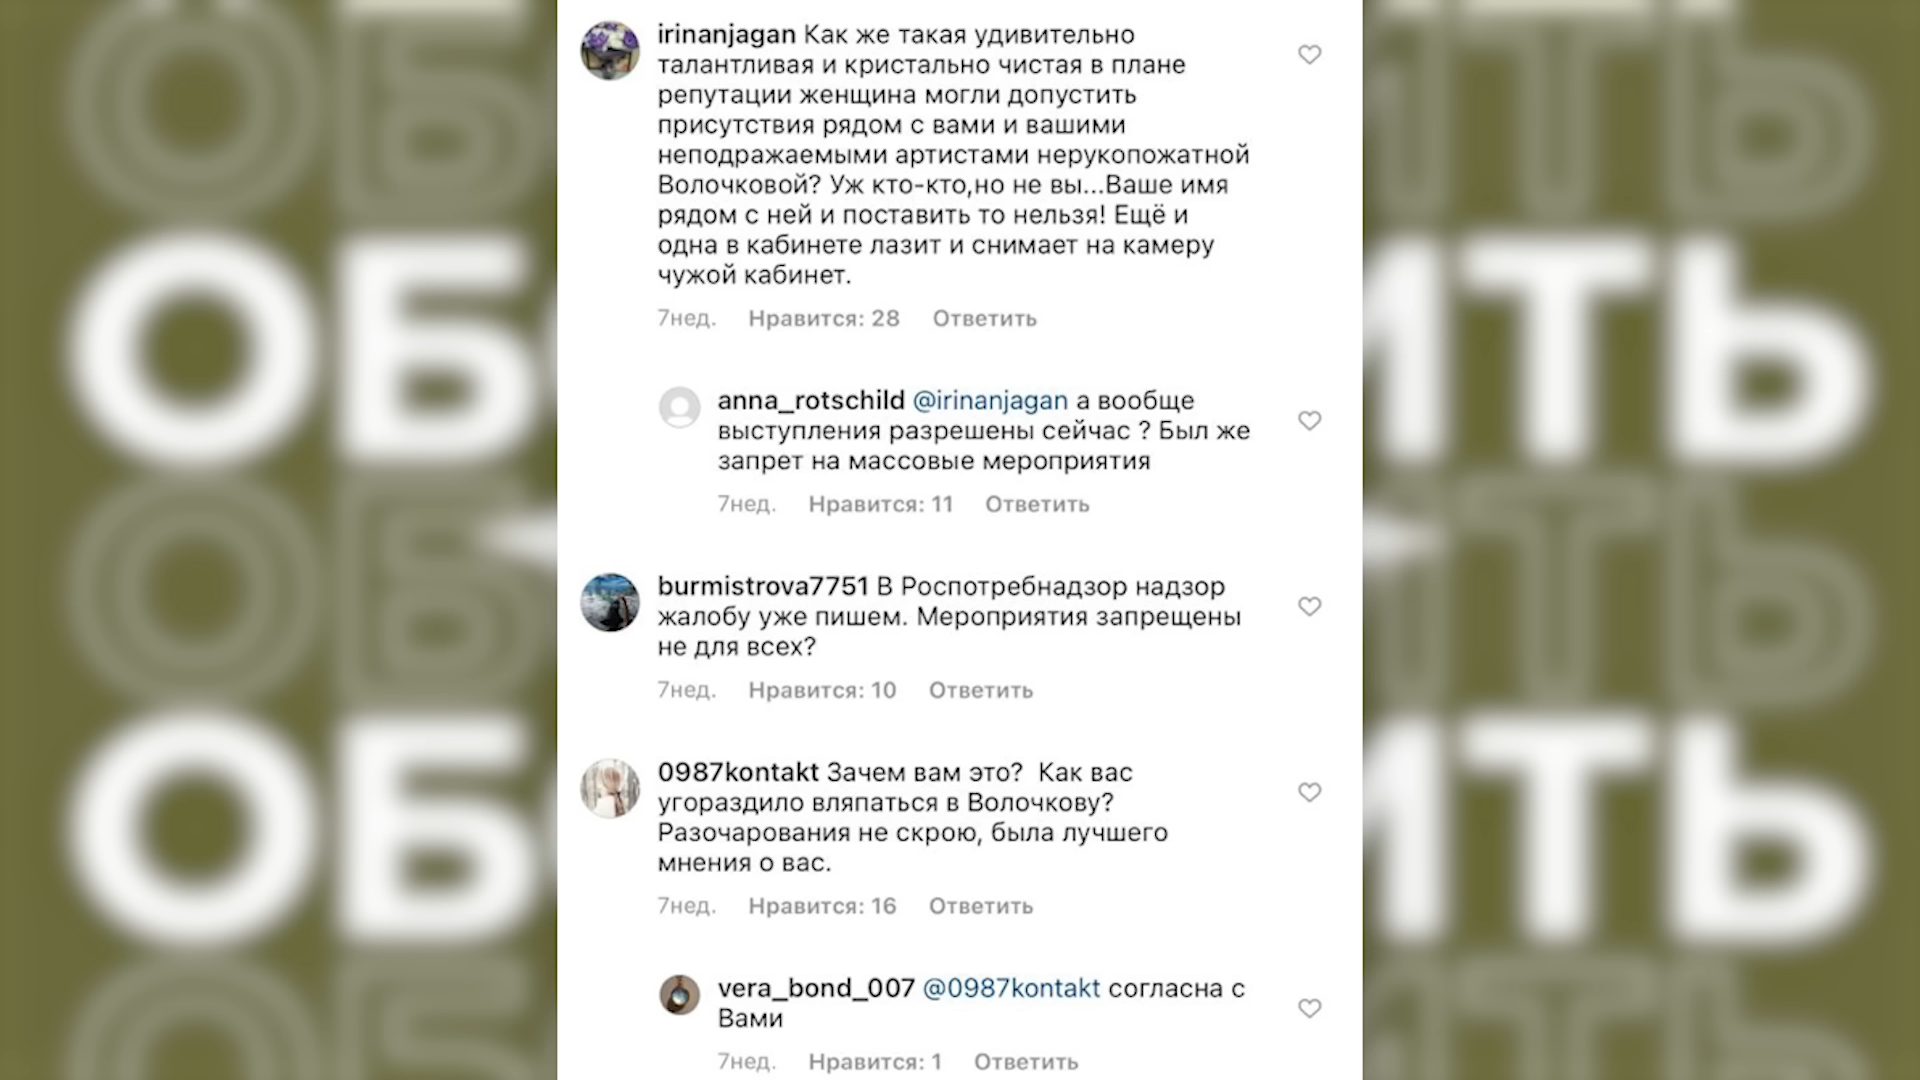 irinanjagan Как же такая удивительно
талантливая и кристально чистая в плане
репутации женщина могли допустить
присутствия рядом с вами и вашими
неподражаемыми артистами нерукопожатной
Волочковой? Уж кто-кто,но не вы...Ваше имя
рядом с ней и поставить то нельзя! Ещё и
одна в кабинете лазит и снимает на камеру
чужой кабинет.
7нед. Нравится: 28 Ответить
anna_rotschild @irinanjagan а вообще
выступления разрешены сейчас ? Был же
запрет на массовые мероприятия
7нед. Нравится: 11 Ответить
burmistrova7751 В Роспотребнадзор надзор
жалобу уже пишем. Мероприятия запрещены
не для всех?
7нед. Нравится: 10 Ответить
0987kontakt Зачем вам это?  Как вас
угораздило вляпаться в Волочкову?
Разочарования не скрою, была лучшего
мнения о вас.
7нед. Нравится: 16 Ответить
vera_bond_007 @0987kontakt согласна с
Вами
7нед. Нравится: 1 Ответить